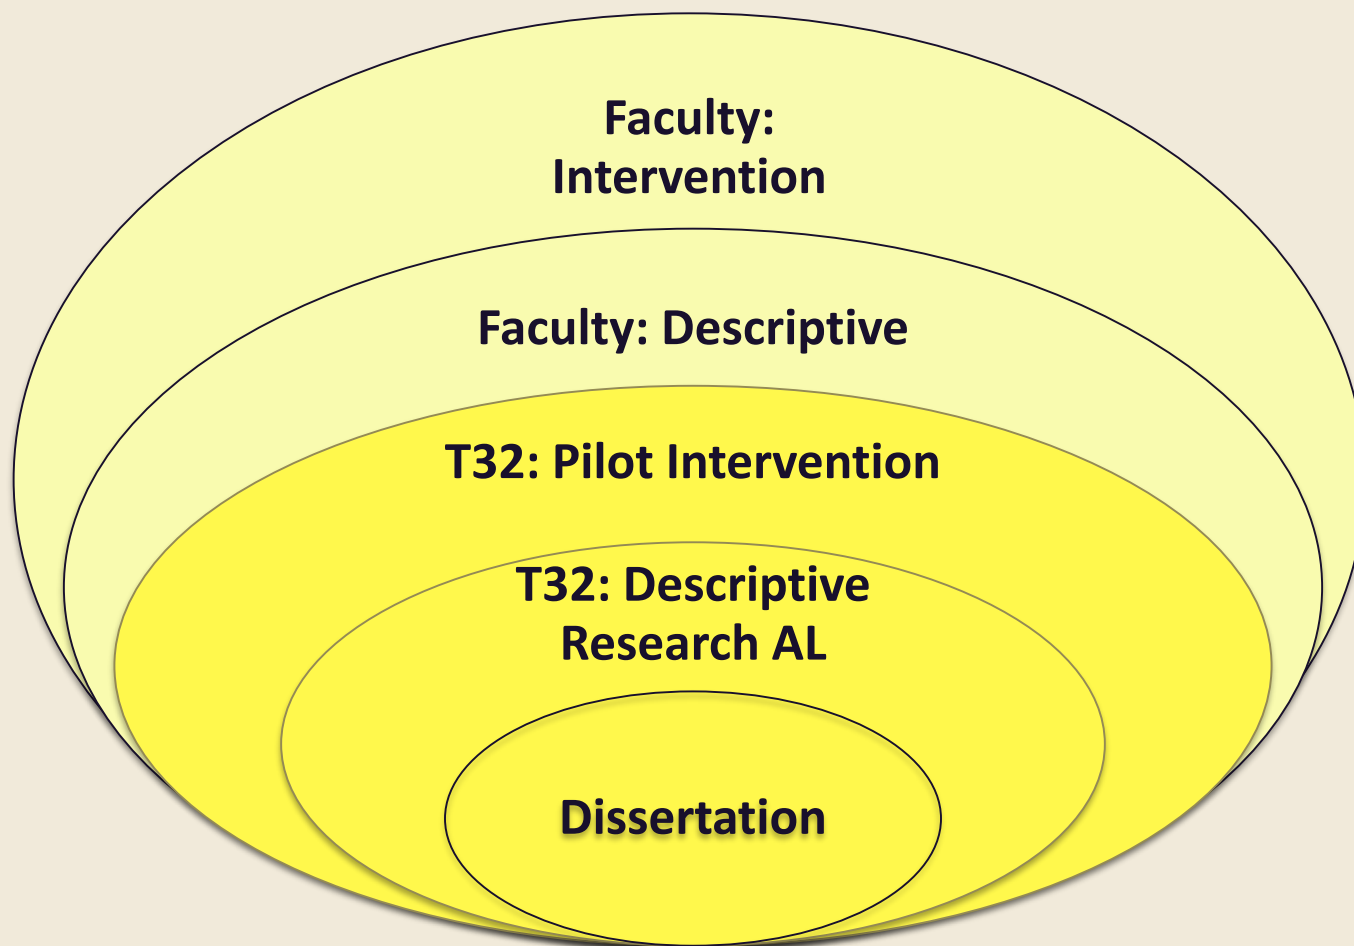 Faculty:
Intervention
Faculty: Descriptive
T32: Pilot Intervention
T32: Descriptive
Research AL
Dissertation